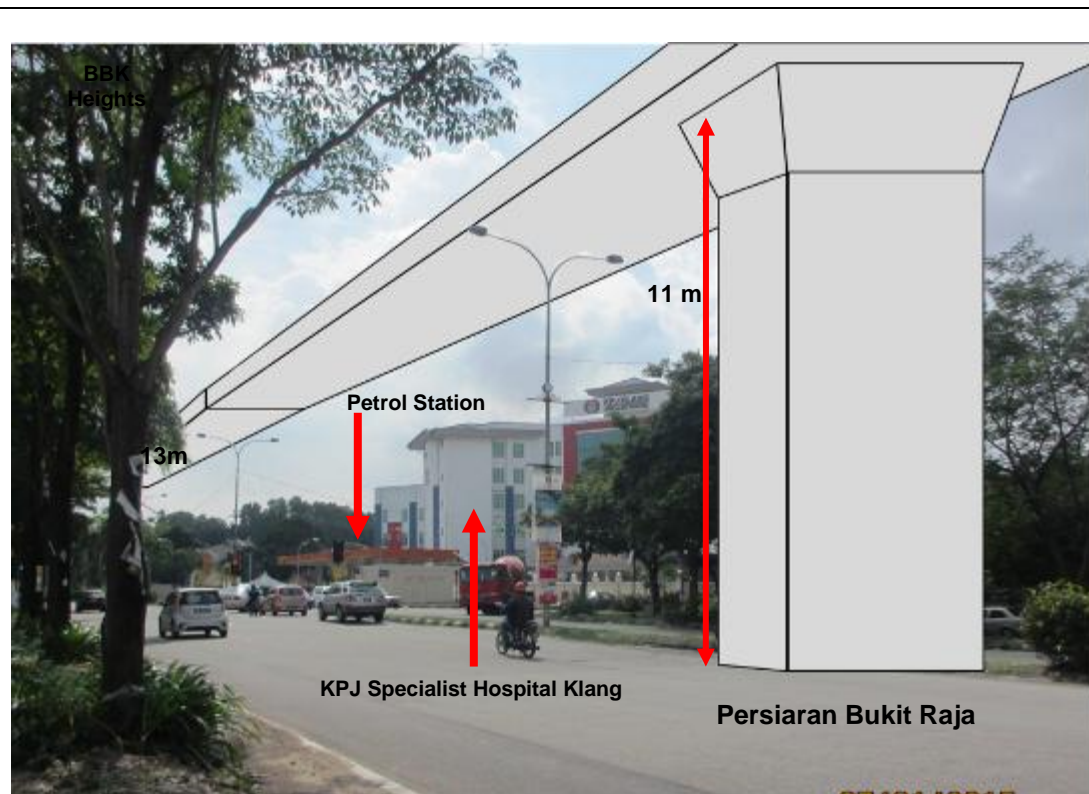 BBK
Heights
11 m
Petrol Station
13m
KPJ Specialist Hospital Klang
Persiaran Bukit Raja